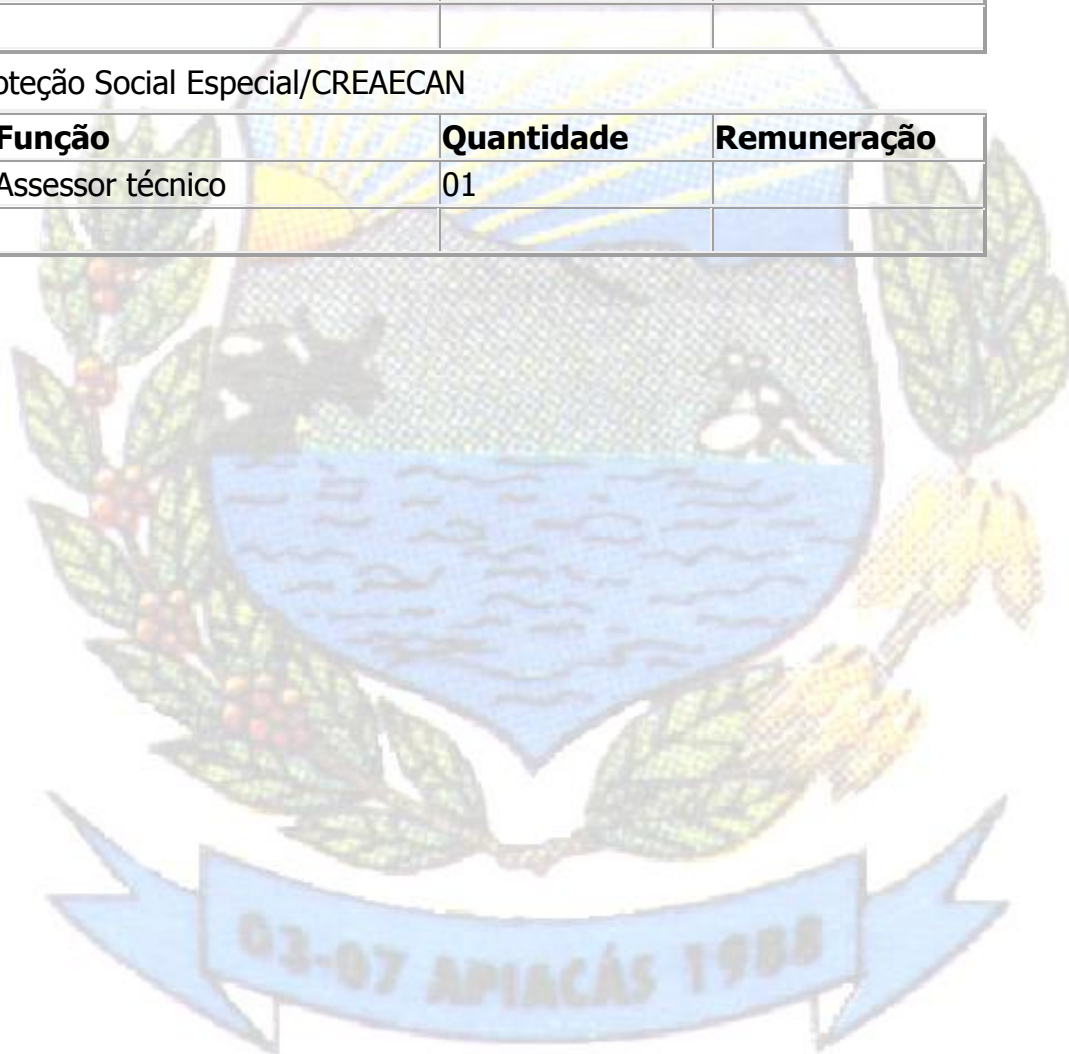 oteção Social Especial/CREAECAN
Função Quantidade Remuneração
Assessor técnico 01
03-07 APIACÁS 1988